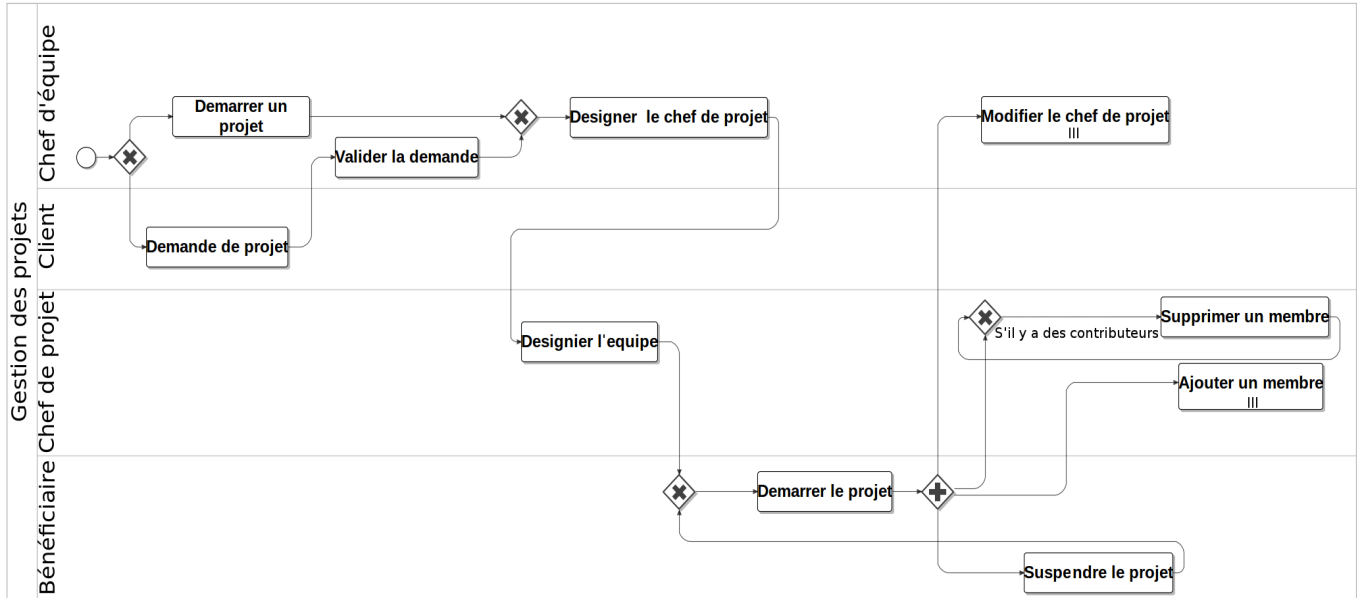 Gestion des projets
Chef d'équipe
Demarrer un
projet
Valider la demande
Designer le chef de projet
Modifier le chef de projet
Client
Demande de projet
Chef de projet
Designier l'equipe
S'il y a des contributeurs
Supprimer un membre
Ajouter un membre
Bénéficiaire
Demarrer le projet
Suspendre le projet